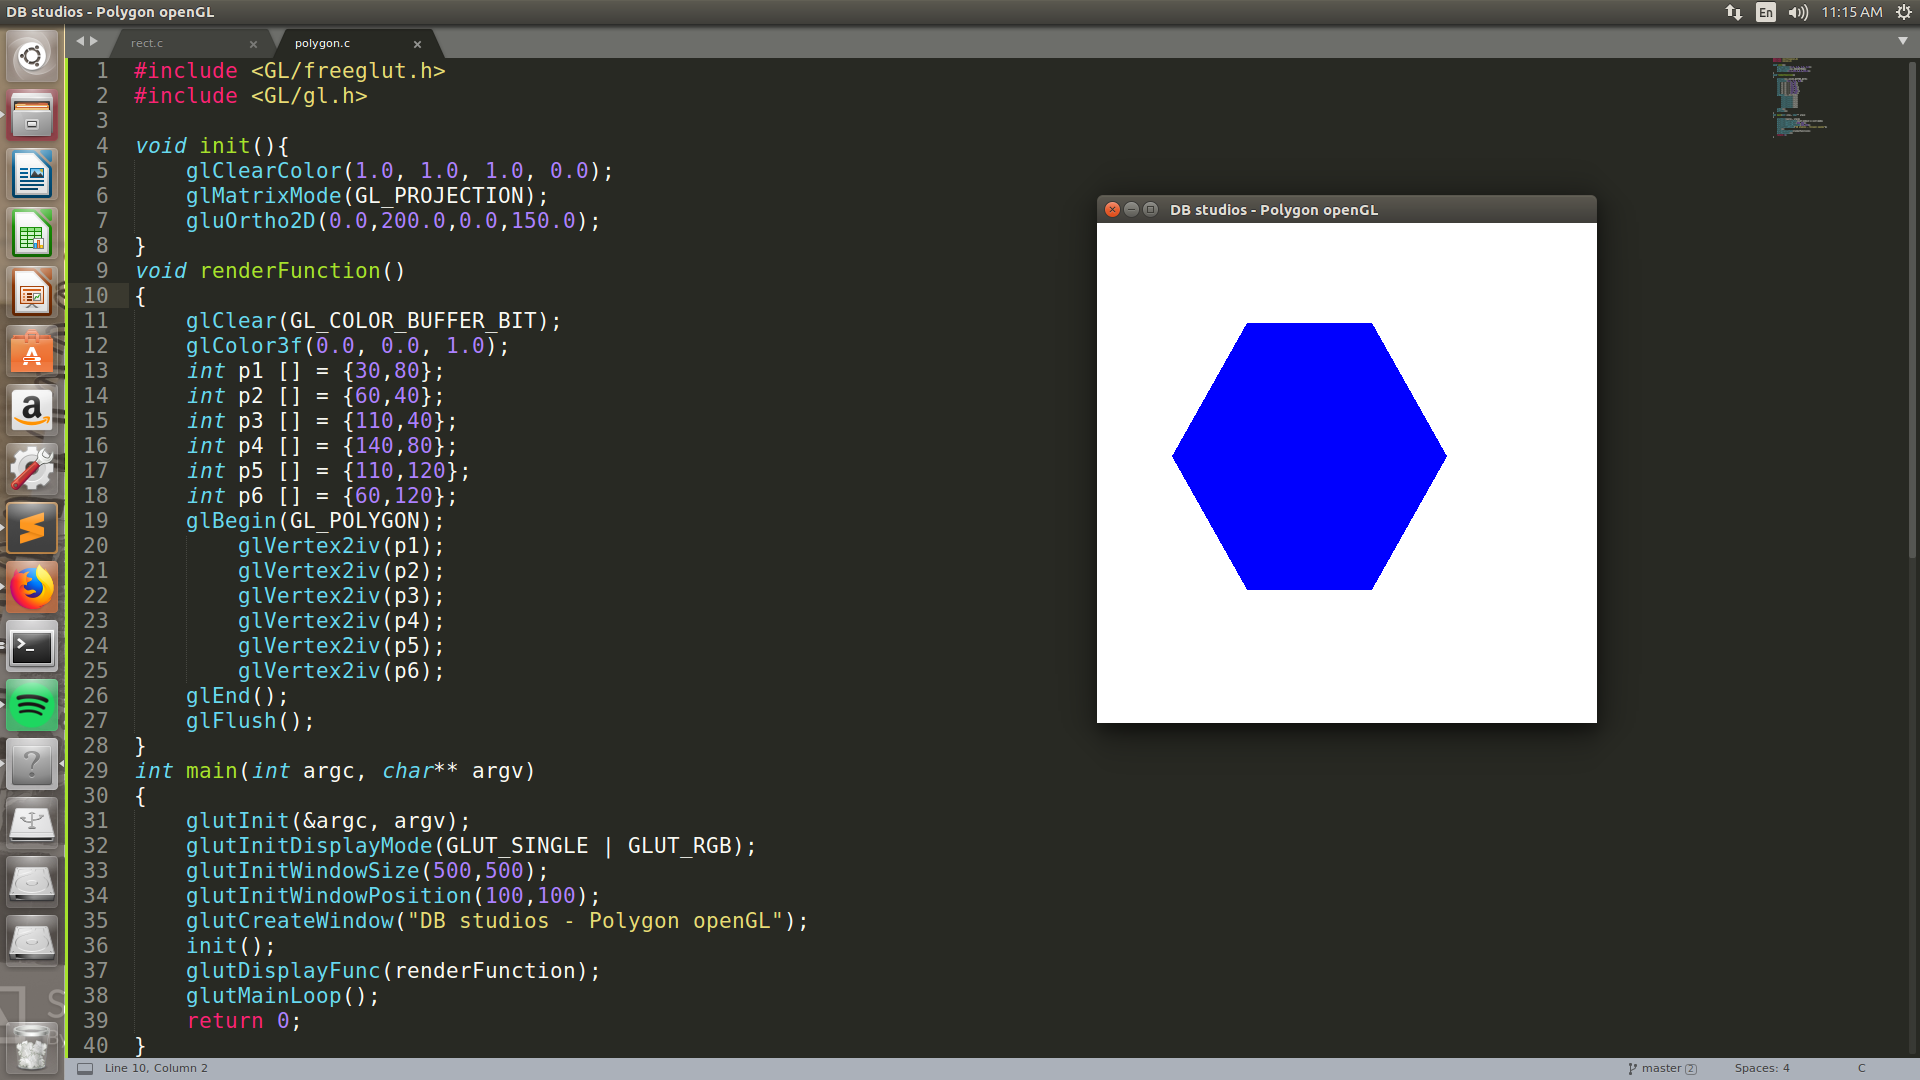 DB studios - Polygon openGL
En 11:15 AM
rect.c × polygon.c ×
1 #include <GL/freeglut.h>
2 #include <GL/gl.h>
3
4 void init(){
5     glClearColor(1.0, 1.0, 1.0, 0.0);
6     glMatrixMode(GL_PROJECTION);
7     gluOrtho2D(0.0,200.0,0.0,150.0);
8 }
9 void renderFunction()
10 {
11     glClear(GL_COLOR_BUFFER_BIT);
12     glColor3f(0.0, 0.0, 1.0);
13     int p1 [] = {30,80};
14     int p2 [] = {60,40};
15     int p3 [] = {110,40};
16     int p4 [] = {140,80};
17     int p5 [] = {110,120};
18     int p6 [] = {60,120};
19     glBegin(GL_POLYGON);
20         glVertex2iv(p1);
21         glVertex2iv(p2);
22         glVertex2iv(p3);
23         glVertex2iv(p4);
24         glVertex2iv(p5);
25         glVertex2iv(p6);
26     glEnd();
27     glFlush();
28 }
29 int main(int argc, char** argv)
30 {
31     glutInit(&argc, argv);
32     glutInitDisplayMode(GLUT_SINGLE | GLUT_RGB);
33     glutInitWindowSize(500,500);
34     glutInitWindowPosition(100,100);
35     glutCreateWindow("DB studios - Polygon openGL");
36     init();
37     glutDisplayFunc(renderFunction);
38     glutMainLoop();
39     return 0;
40 }
DB studios - Polygon openGL
Line 10, Column 2
master 2
Spaces: 4
C